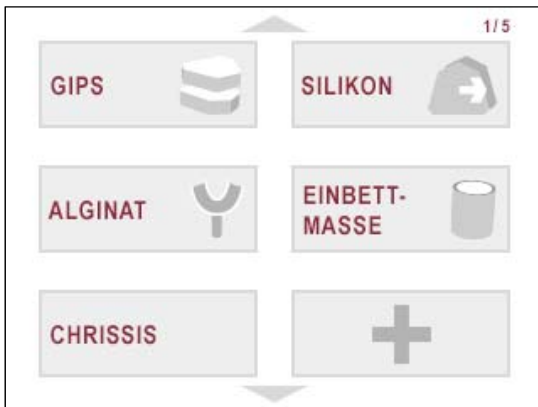 1/5
GIPS
SILIKON
ALGINAT
EINBETT-
MASSE
CHRISSIS